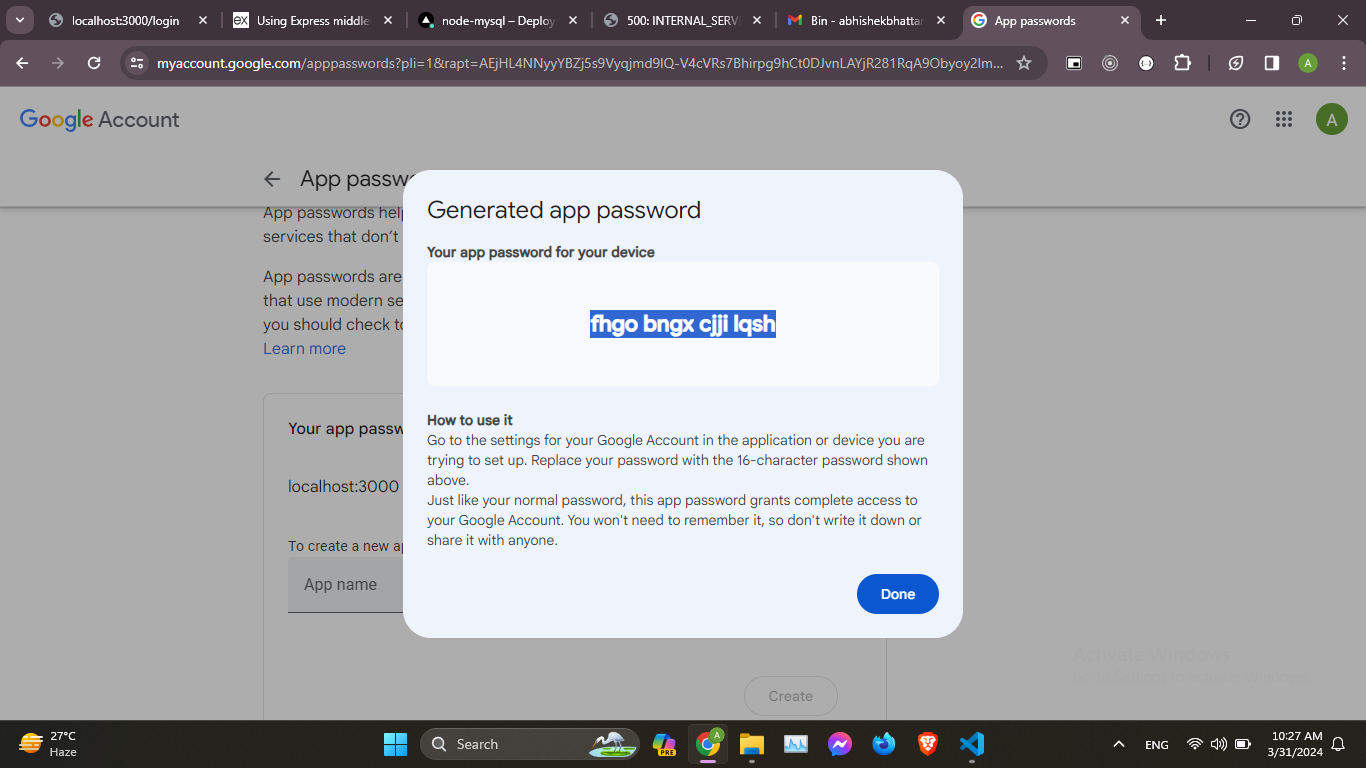 localhost:3000/login
Using Express middle
node-mysql – Deploy
500: INTERNAL_SERV
Bin - abhishekbhattar
App passwords
myaccount.google.com/apppasswords?pli=1&rapt=AEjHL4NNyyYBZj5s9Vyqjmd9IQ-V4cVRs7Bhirpg9hCt0DJvnLAYjR281RqA9Obyoy2Im...
A
Google Account
A
App passw
App passwords help
services that don't
App passwords are
that use modern se
you should check to
Learn more
Your app passw
localhost:3000
To create a new ap
App name
Create
Generated app password
Your app password for your device
fhgo bngx cjji lqsh
How to use it
Go to the settings for your Google Account in the application or device you are
trying to set up. Replace your password with the 16-character password shown
above.
Just like your normal password, this app password grants complete access to
your Google Account. You won't need to remember it, so don't write it down or
share it with anyone.
Done
Activate Windows
Go to Settings to activate Windows.
27°C
Haze
Search
PRE
A
ENG
10:27 AM
3/31/2024